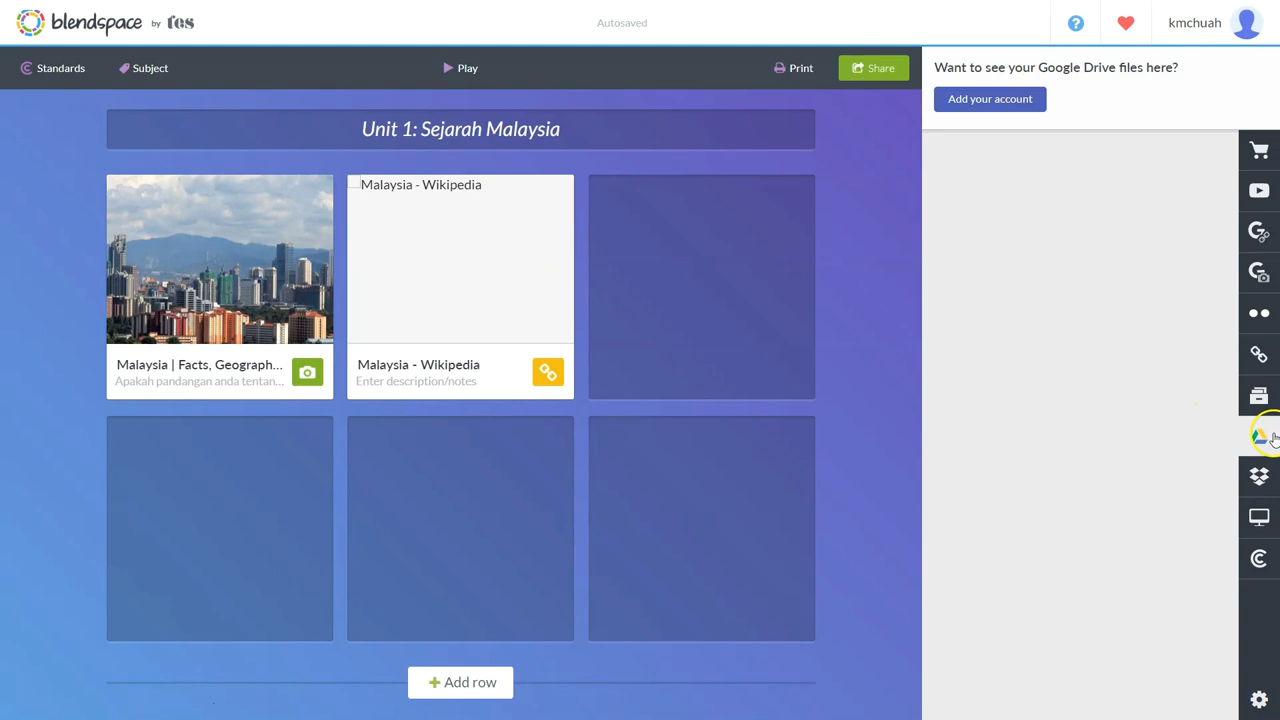 blendspace by tes
Autosaved
kmchuah
Standards
Subject
Play
Print
Share
Want to see your Google Drive files here?
Add your account
Unit 1: Sejarah Malaysia
Malaysia - Wikipedia
Malaysia | Facts, Geograph...
Apakah pandangan anda tentan...
Malaysia - Wikipedia
Enter description/notes
Add row